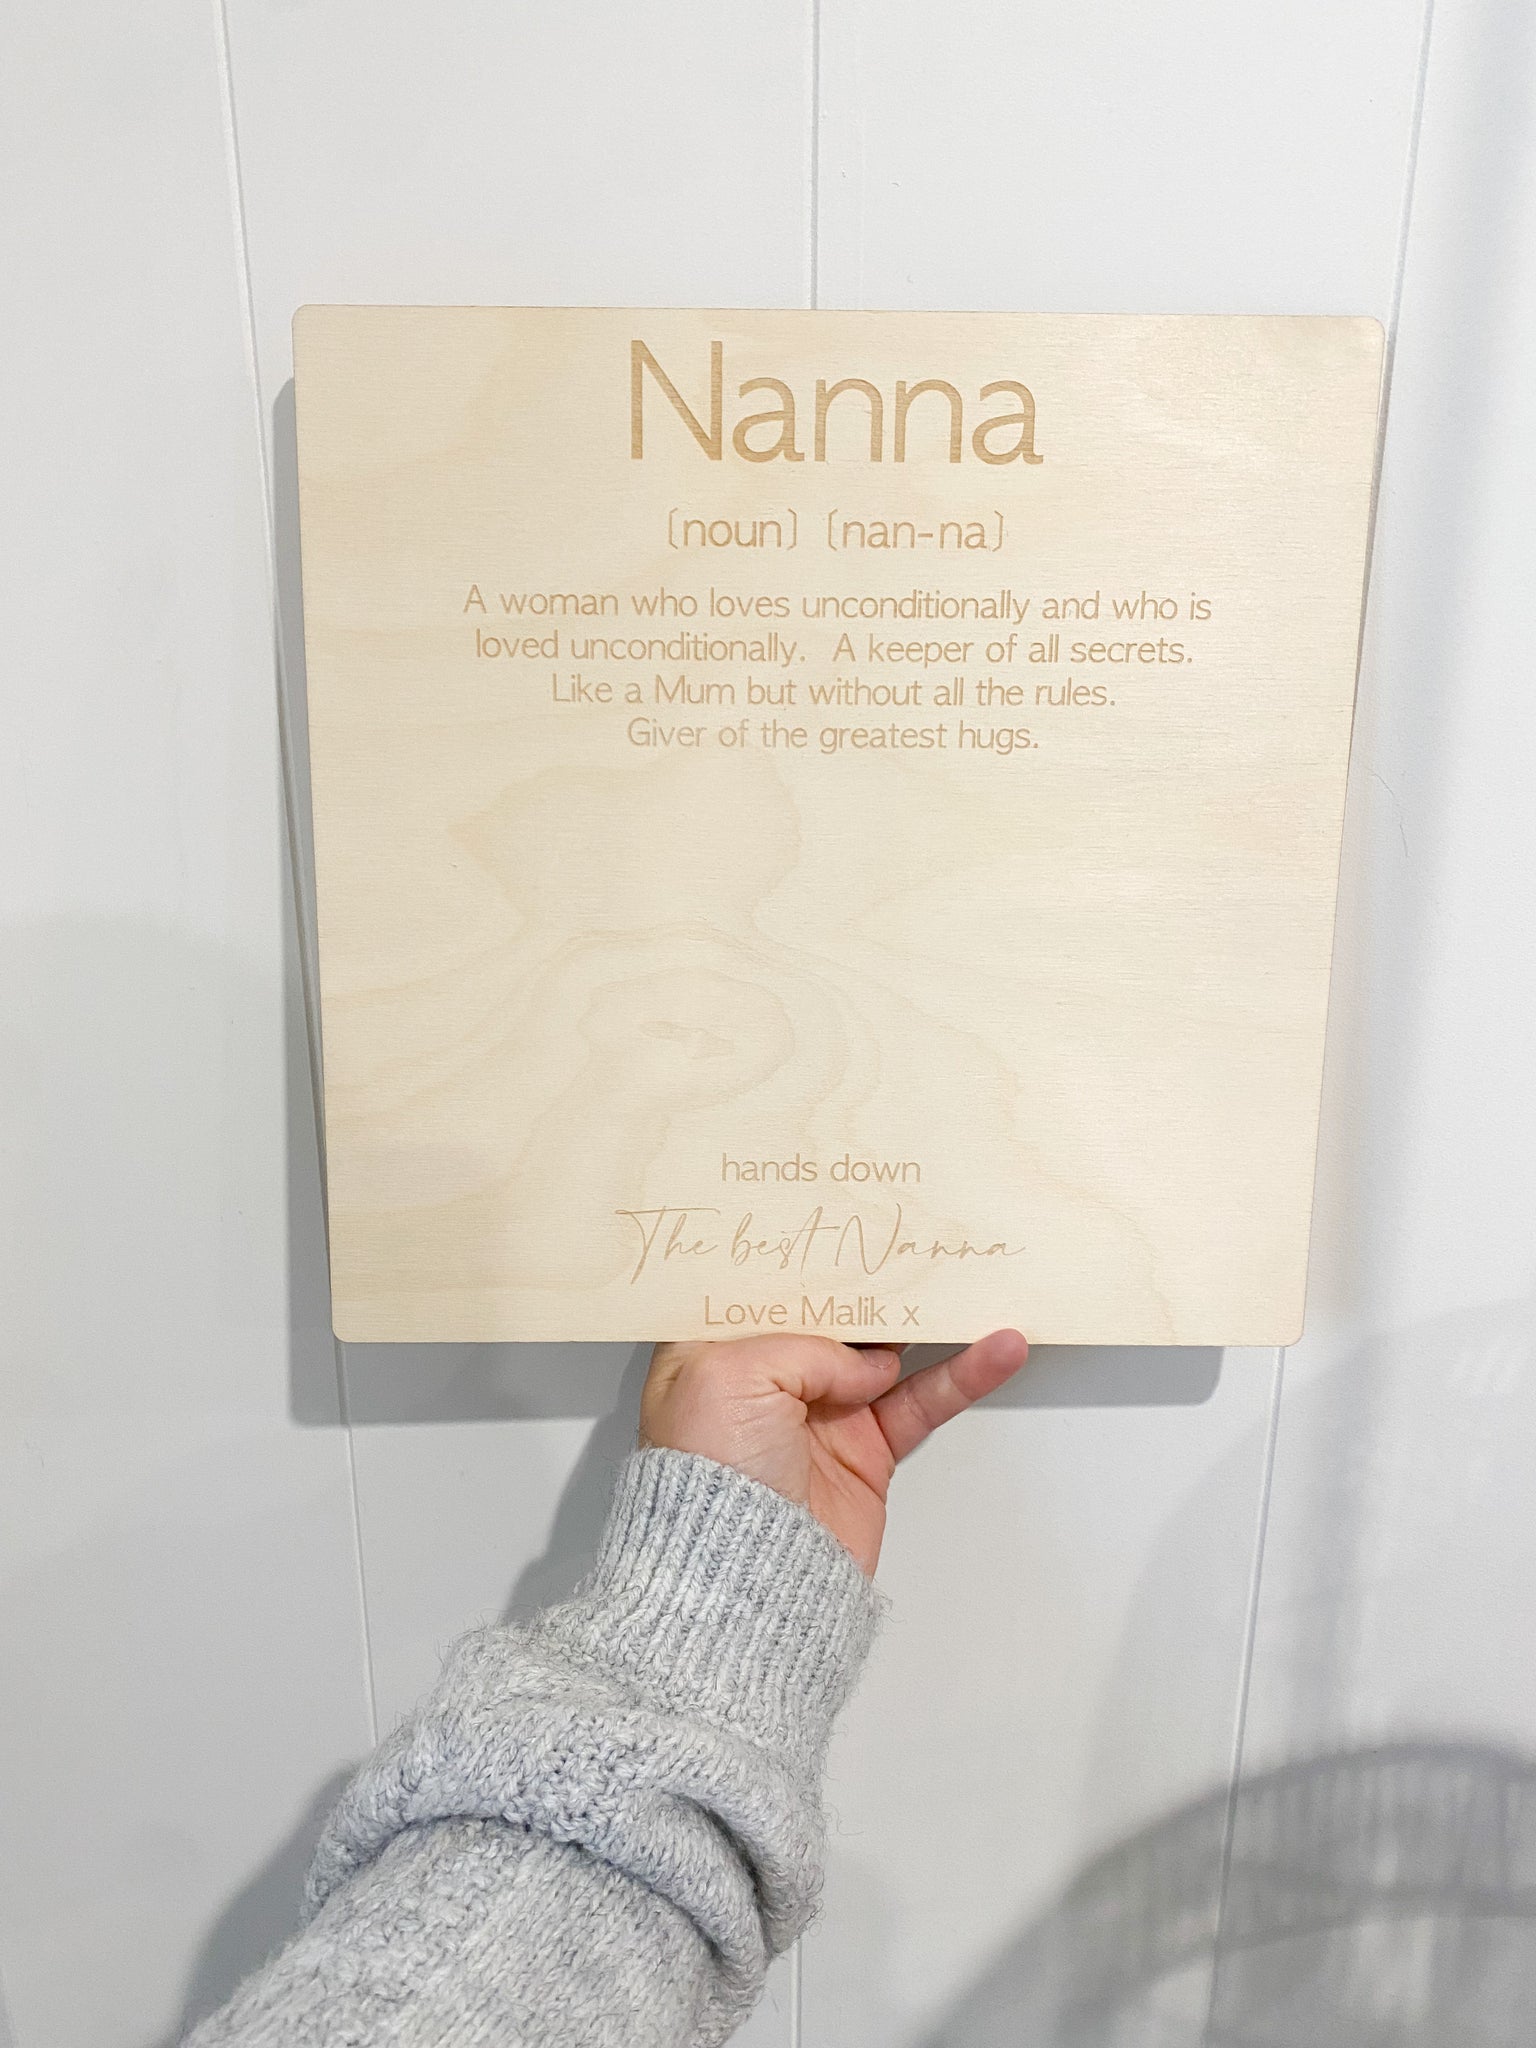 Nanna
(noun) (nan-na)
A woman who loves unconditionally and who is
loved unconditionally. A keeper of all secrets.
Like a Mum but without all the rules.
Giver of the greatest hugs.
hands down
The best Nanna
Love Malik x